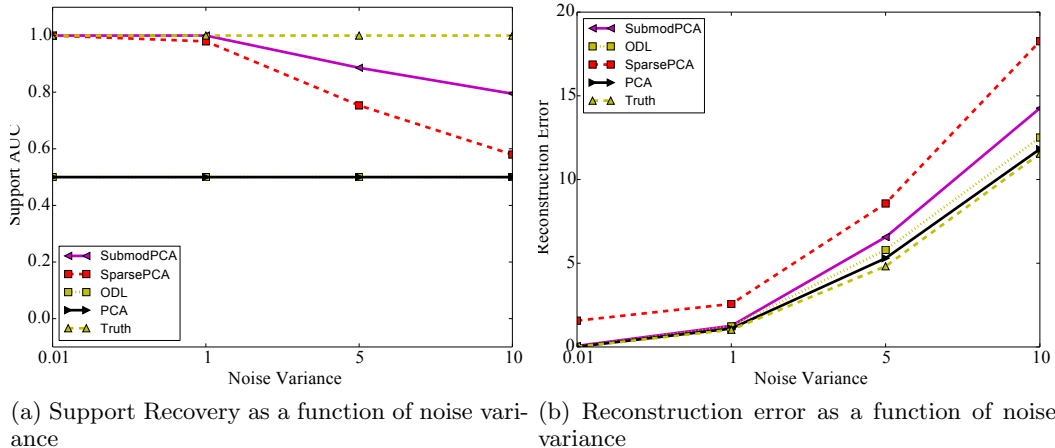 1.0
0.8
0.6
0.4
0.2
0.0
Support AUC
SubmodPCA
SparsePCA
ODL
PCA
Truth
0.01 1 5 10
Noise Variance
(a) Support Recovery as a function of noise vari-
ance
20
15
10
5
0
Reconstruction Error
SubmodPCA
ODL
SparsePCA
PCA
Truth
0.01 1 5 10
Noise Variance
(b) Reconstruction error as a function of noise
variance